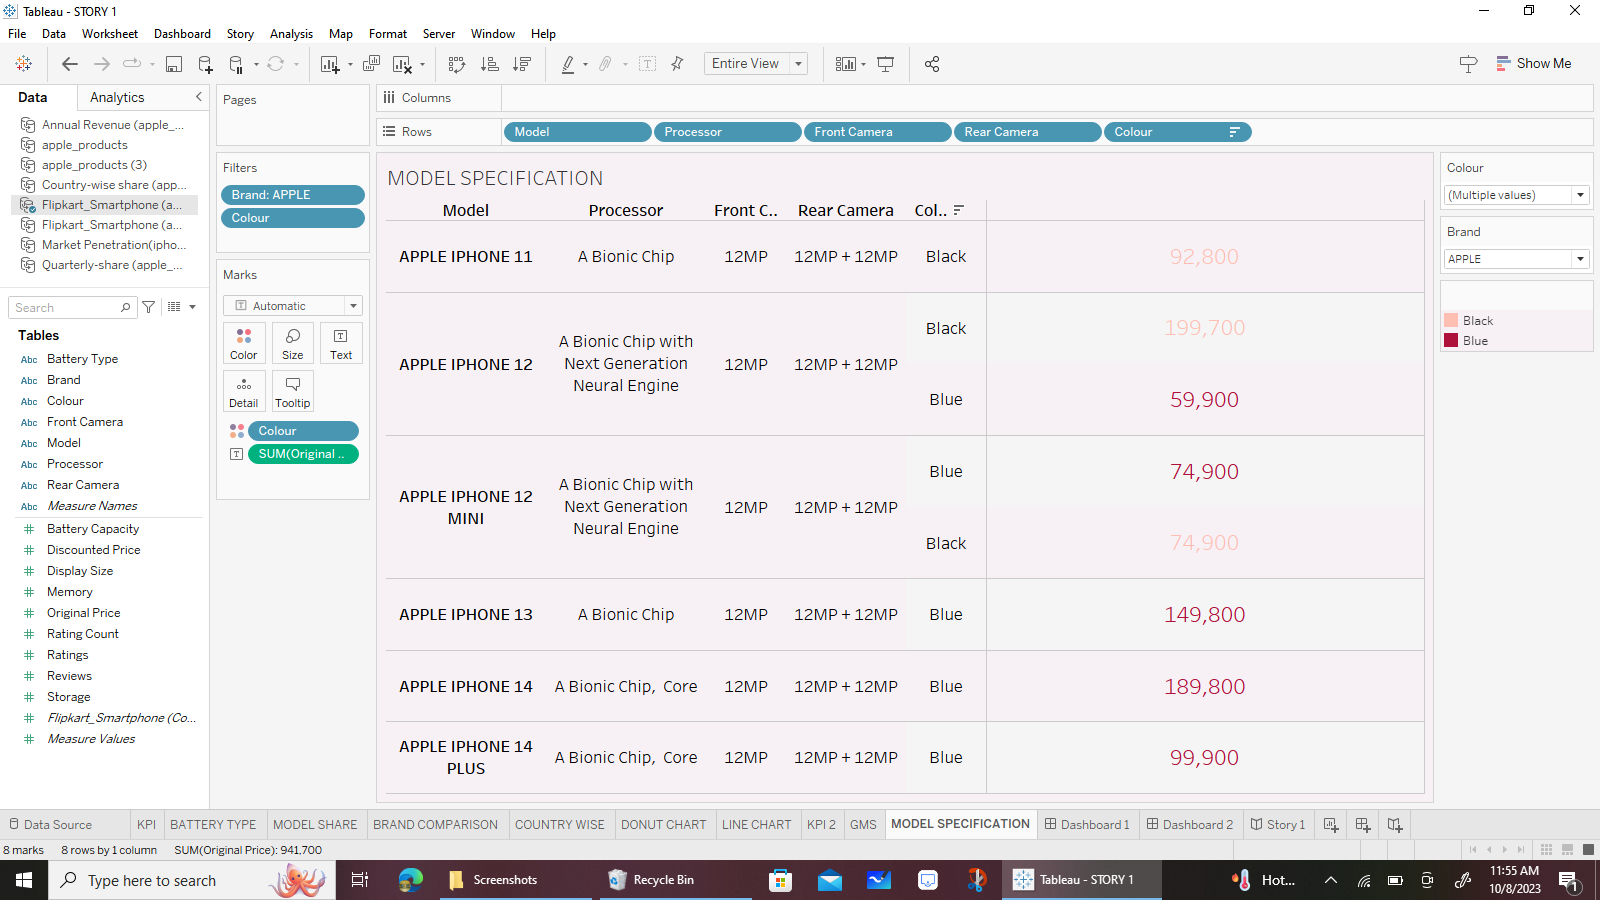 Tableau - STORY 1
File Data Worksheet Dashboard Story Analysis Map Format Server Window Help
Entire View
Show Me
Data Analytics
Annual Revenue (apple_...
apple_products
apple_products (3)
Country-wise share (app...
Flipkart_Smartphone (a...
Flipkart_Smartphone (a...
Market Penetration(ipho...
Quarterly-share (apple_...
Search
Tables
Abc Battery Type
Abc Brand
Abc Colour
Abc Front Camera
Abc Model
Abc Processor
Abc Rear Camera
Abc Measure Names
# Battery Capacity
# Discounted Price
# Display Size
# Memory
# Original Price
# Rating Count
# Ratings
# Reviews
# Storage
# Flipkart_Smartphone (Co...
# Measure Values
Pages
Filters
Brand: APPLE
Colour
Marks
T Automatic
Color Size Text
Detail Tooltip
Colour
T SUM(Original ..
Columns
Rows Model Processor Front Camera Rear Camera Colour
MODEL SPECIFICATION
Model Processor Front C.. Rear Camera Col..
APPLE IPHONE 11 A Bionic Chip 12MP 12MP + 12MP Black 92,800
APPLE IPHONE 12 A Bionic Chip with
Next Generation
Neural Engine 12MP 12MP + 12MP Black 199,700
Blue 59,900
APPLE IPHONE 12
MINI A Bionic Chip with
Next Generation
Neural Engine 12MP 12MP + 12MP Blue 74,900
Black 74,900
APPLE IPHONE 13 A Bionic Chip 12MP 12MP + 12MP Blue 149,800
APPLE IPHONE 14 A Bionic Chip, Core 12MP 12MP + 12MP Blue 189,800
APPLE IPHONE 14
PLUS A Bionic Chip, Core 12MP 12MP + 12MP Blue 99,900
Colour
(Multiple values)
Brand
APPLE
Black
Blue
Data Source KPI BATTERY TYPE MODEL SHARE BRAND COMPARISON COUNTRY WISE DONUT CHART LINE CHART KPI 2 GMS MODEL SPECIFICATION Dashboard 1 Dashboard 2 Story 1
8 marks 8 rows by 1 column SUM(Original Price): 941,700
Type here to search Screenshots Recycle Bin Tableau - STORY 1 Hot... 11:55 AM
10/8/2023 1